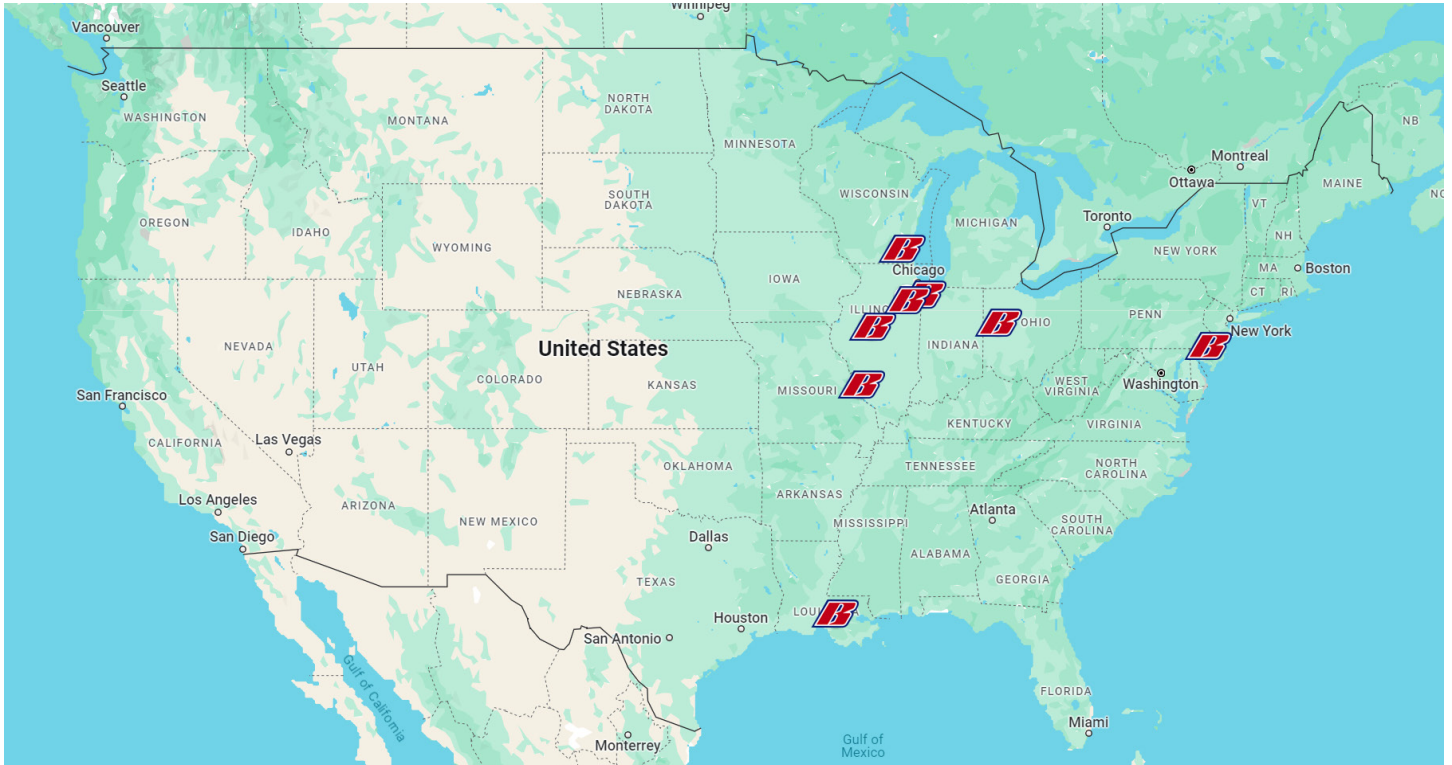 Winnipeg
Vancouver
Seattle
WASHINGTON
MONTANA
NORTH
DAKOTA
MINNESOTA
NB
Montreal
Ottawa
MAINE
OREGON
IDAHO
WYOMING
SOUTH
DAKOTA
WISCONSIN
MICHIGAN
Toronto
VT
NH
NEW YORK
MA
Boston
CT
RI
B
Chicago
IOWA
NEBRASKA
ILLINO
B
B
B
B
OHIO
PENN
New York
B
NEVADA
UTAH
United States
COLORADO
KANSAS
MISSOURI
B
INDIANA
WEST
VIRGINIA
Washington
San Francisco
CALIFORNIA
Las Vegas
KENTUCKY
VIRGINIA
OKLAHOMA
TENNESSEE
NORTH
CAROLINA
Los Angeles
ARIZONA
NEW MEXICO
ARKANSAS
MISSISSIPPI
Atlanta
SOUTH
CAROLINA
San Diego
Dallas
ALABAMA
TEXAS
GEORGIA
Houston
LOUI
B
A
San Antonio
Gulf of California
FLORIDA
Miami
Monterrey
Gulf of
Mexico